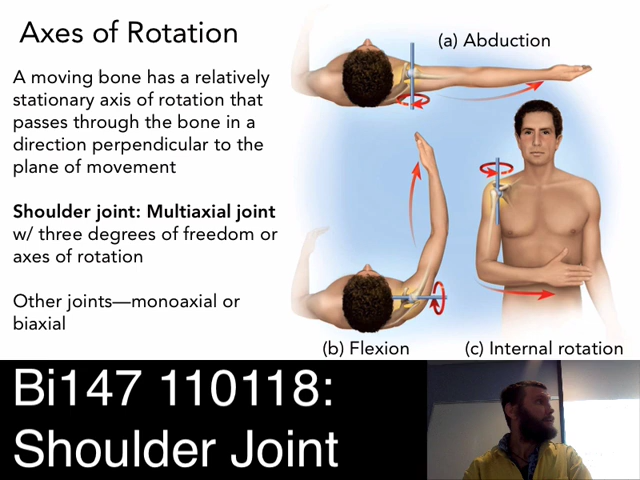 Axes of Rotation
A moving bone has a relatively
stationary axis of rotation that
passes through the bone in a
direction perpendicular to the
plane of movement
Shoulder joint: Multiaxial joint
w/ three degrees of freedom or
axes of rotation
Other joints—monoaxial or
biaxial
(a) Abduction
(b) Flexion
(c) Internal rotation
Bi147 110118:
Shoulder Joint